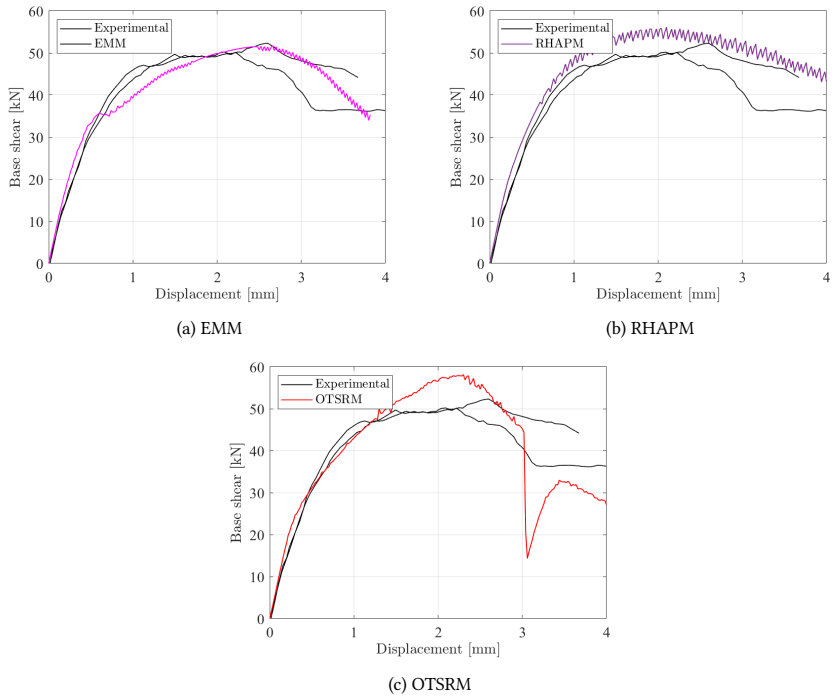 60
50
40
30
20
10
0
Base shear [kN]
Experimental
EMM
0 1 2 3 4
Displacement [mm]
(a) EMM
60
50
40
30
20
10
0
Base shear [kN]
Experimental
RHAPM
0 1 2 3 4
Displacement [mm]
(b) RHAPM
60
50
40
30
20
10
0
Base shear [kN]
Experimental
OTSRM
0 1 2 3 4
Displacement [mm]
(c) OTSRM